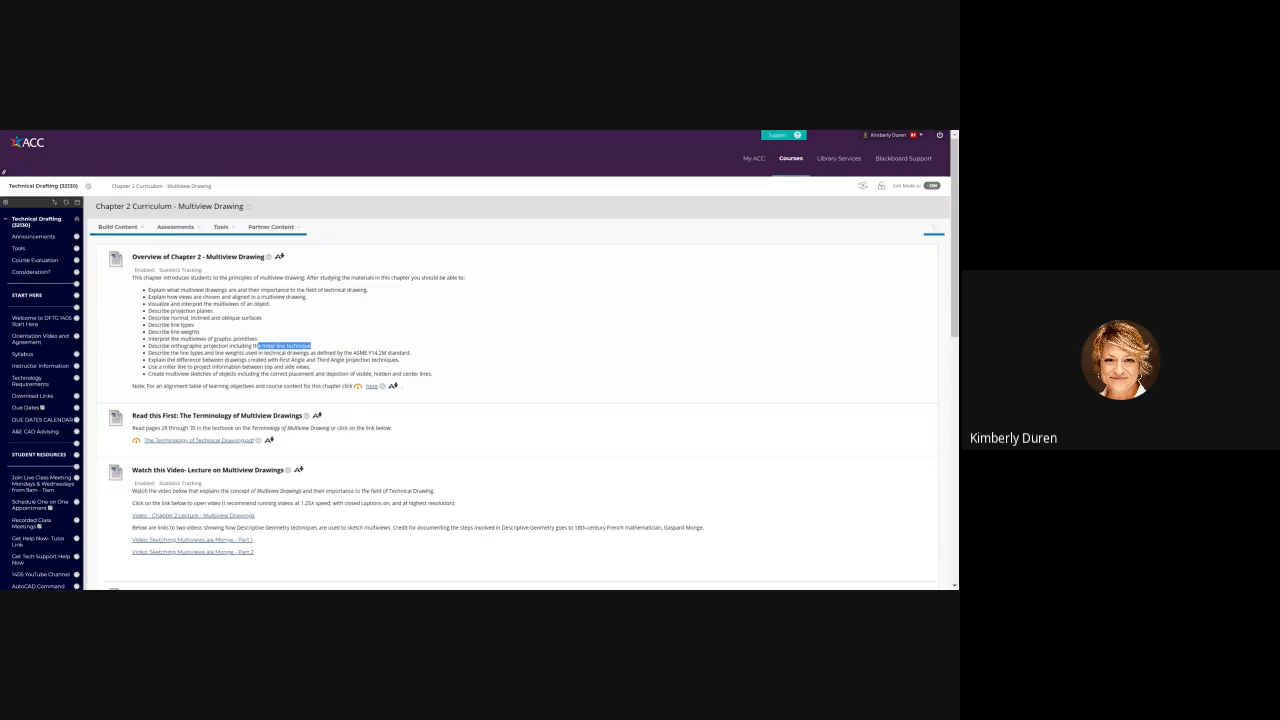 ACC
Support ?
Kimberly Duren
My ACC Courses Library Services Blackboard Support
Technical Drafting (32130)
Chapter 2 Curriculum - Multiview Drawing
Edit Mode is: ON
Technical Drafting (32130)
Announcements
Tools
Course Evaluation
Consideration?
START HERE
Welcome to DFTG 1405
Start Here
Orientation Video and
Agreement
Syllabus
Instructor Information
Technology
Requirements
Download Links
Due Dates
DUE DATES CALENDAR
A&E CAD Advising
STUDENT RESOURCES
Join Live Class Meeting
Mondays & Wednesdays
from 9am - 11am
Schedule One on One
Appointment
Recorded Class
Meetings
Get Help Now- Tutor
Link
Get Tech Support Help
Now
1405 YouTube Channel
AutoCAD Command
Chapter 2 Curriculum - Multiview Drawing
Build Content Assessments Tools Partner Content
Overview of Chapter 2 - Multiview Drawing
Enabled: Statistics Tracking
This chapter introduces students to the principles of multiview drawing. After studying the materials in this chapter you should be able to:
Explain what multiview drawings are and their importance to the field of technical drawing.
Explain how views are chosen and aligned in a multiview drawing.
Visualize and interpret the multiviews of an object.
Describe projection planes
Describe normal, inclined and oblique surfaces
Describe line types
Describe line weights
Interpret the multiviews of graphic primitives
Describe orthographic projection including the miter line technique
Describe the line types and line weights used in technical drawings as defined by the ASME Y14.2M standard.
Explain the difference between drawings created with First Angle and Third Angle projection techniques.
Use a miter line to project information between top and side views.
Create multiview sketches of objects including the correct placement and depiction of visible, hidden and center lines.
Note: For an alignment table of learning objectives and course content for this chapter click here .
Read this First: The Terminology of Multiview Drawings
Read pages 28 through 35 in the textbook on the Terminology of Multiview Drawing or click on the link below:
The Terminology of Technical Drawing.pdf
Watch this Video- Lecture on Multiview Drawings
Enabled: Statistics Tracking
Watch the video below that explains the concept of Multiview Drawings and their importance to the field of Technical Drawing.
Click on the link below to open video (I recommend running videos at 1.25X speed, with closed captions on, and at highest resolution):
Video - Chapter 2 Lecture - Multiview Drawings
Below are links to two videos showing how Descriptive Geometry techniques are used to sketch multiviews. Credit for documenting the steps involved in Descriptive Geometry goes to 18th-century French mathematician, Gaspard Monge.
Video: Sketching Multiviews ala Monge - Part 1
Video: Sketching Multiviews ala Monge - Part 2
Kimberly Duren